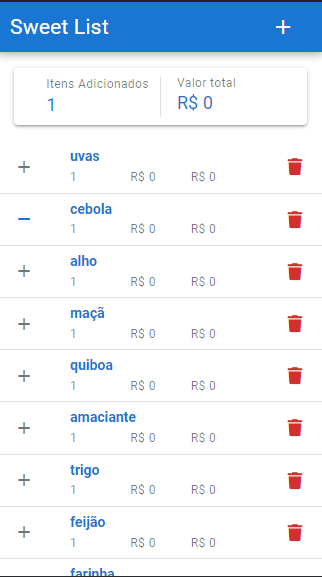 Sweet List
Itens Adicionados
1
Valor total
R$ 0
uvas
1 R$ 0 R$ 0
cebola
1 R$ 0 R$ 0
alho
1 R$ 0 R$ 0
maçã
1 R$ 0 R$ 0
quiboa
1 R$ 0 R$ 0
amaciante
1 R$ 0 R$ 0
trigo
1 R$ 0 R$ 0
feijão
1 R$ 0 R$ 0
farinha